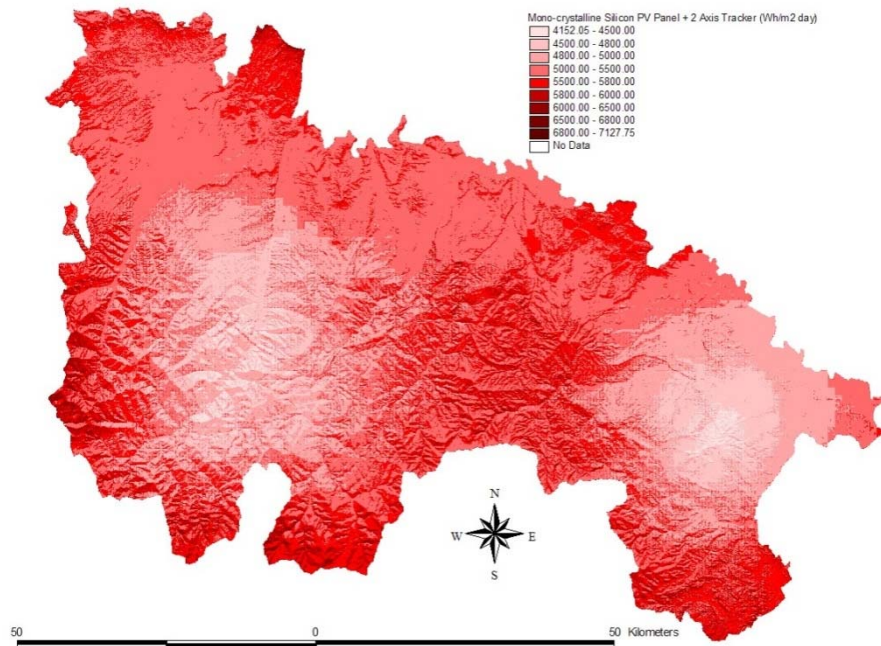 Mono-crystalline Silicon PV Panel + 2 Axis Tracker (Wh/m2 day)
4152.05 - 4500.00
4500.00 - 4800.00
4800.00 - 5000.00
5000.00 - 5500.00
5500.00 - 5800.00
5800.00 - 6000.00
6000.00 - 6500.00
6500.00 - 6800.00
6800.00 - 7127.75
No Data
N
W E
S
50 0 50 Kilometers